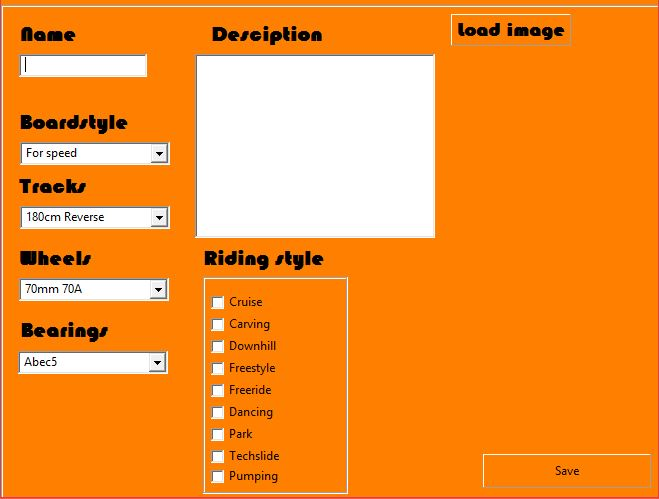 Name
Desciption
Load image
Boardstyle
For speed
Tracks
180cm Reverse
Wheels
70mm 70A
Bearings
Abec5
Riding style
Cruise
Carving
Downhill
Freestyle
Freeride
Dancing
Park
Techslide
Pumping
Save